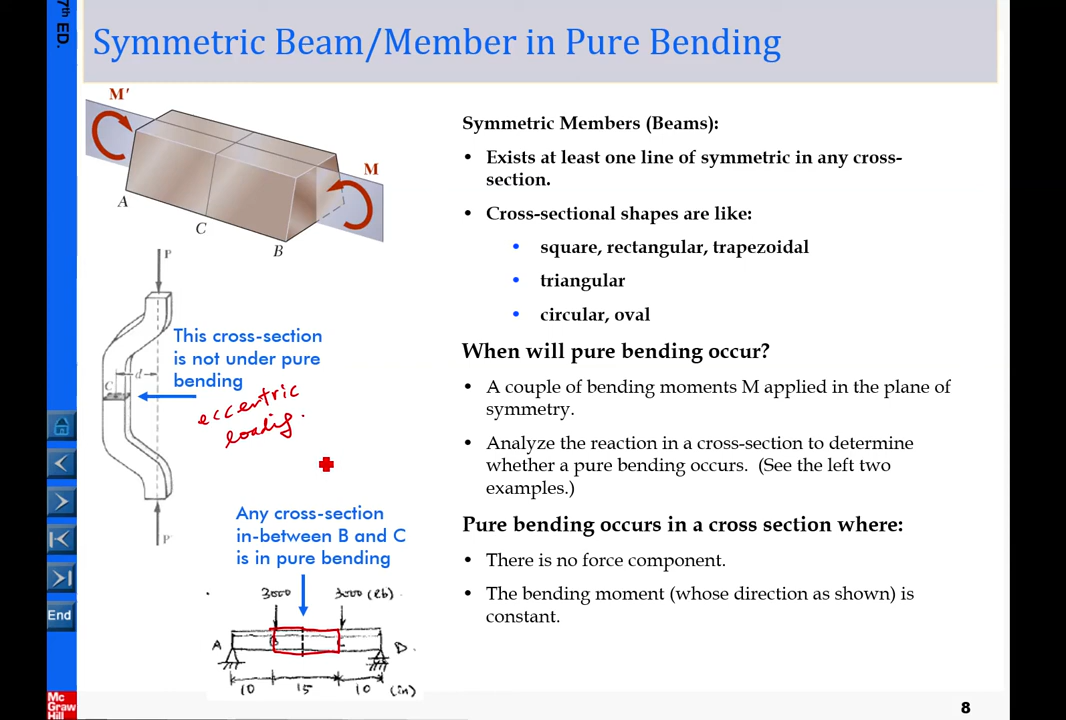 7th ED.
Symmetric Beam/Member in Pure Bending
M′
M
A
C
B
P
This cross-section
is not under pure
bending
d
C
eccentric
loadig.
P'
Any cross-section
in-between B and C
is in pure bending
3000
3000 (lb)
A
D
10
15
10
(in)
Symmetric Members (Beams):
• Exists at least one line of symmetric in any cross-
section.
• Cross-sectional shapes are like:
• square, rectangular, trapezoidal
• triangular
• circular, oval
When will pure bending occur?
• A couple of bending moments M applied in the plane of
symmetry.
• Analyze the reaction in a cross-section to determine
whether a pure bending occurs.  (See the left two
examples.)
Pure bending occurs in a cross section where:
• There is no force component.
• The bending moment (whose direction as shown) is
constant.
End
Mc
Graw
Hill
8